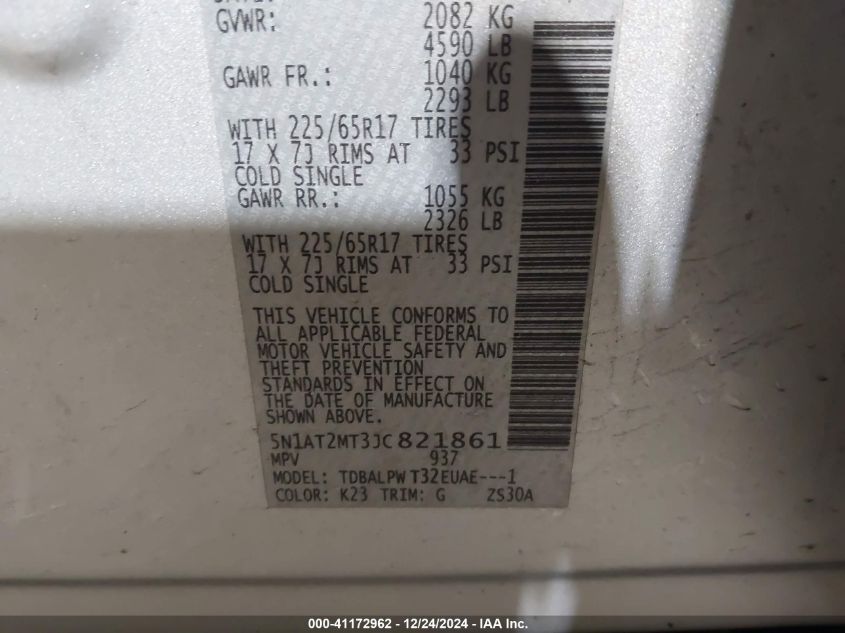 GVWR: 2082 KG
4590 LB
GAWR FR.: 1040 KG
2293 LB
WITH 225/65R17 TIRES
17 X 7J RIMS AT 33 PSI
COLD SINGLE
GAWR RR.: 1055 KG
2326 LB
WITH 225/65R17 TIRES
17 X 7J RIMS AT 33 PSI
COLD SINGLE
THIS VEHICLE CONFORMS TO
ALL APPLICABLE FEDERAL
MOTOR VEHICLE SAFETY AND
THEFT PREVENTION
STANDARDS IN EFFECT ON
THE DATE OF MANUFACTURE
SHOWN ABOVE.
5N1AT2MT3JC821861
MPV 937
MODEL: TDBALPWT32EUAE---1
COLOR: K23 TRIM: G ZS30A
000-41172962 - 12/24/2024 - IAA Inc.